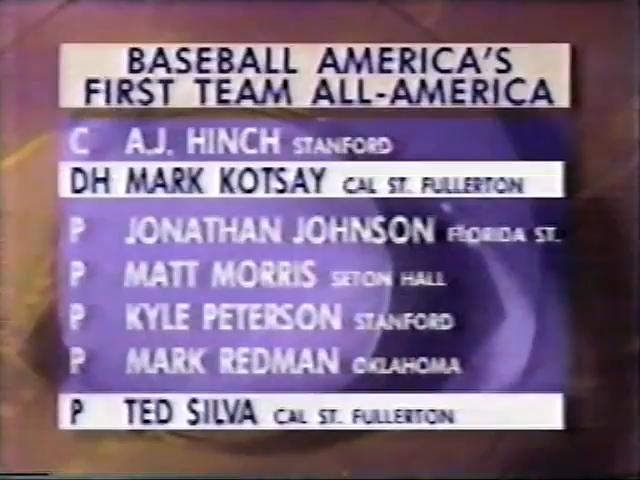 BASEBALL AMERICA'S
FIRST TEAM ALL-AMERICA
C A.J. HINCH STANFORD
DH MARK KOTSAY CAL ST. FULLERTON
P JONATHAN JOHNSON FLORIDA ST.
P MATT MORRIS SETON HALL
P KYLE PETERSON STANFORD
P MARK REDMAN OKLAHOMA
P TED SILVA CAL ST. FULLERTON